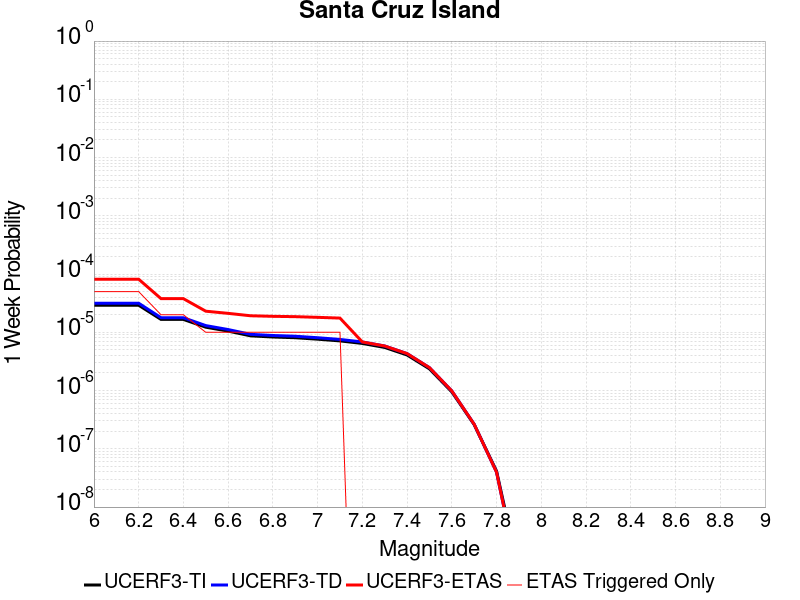 Santa Cruz Island
10^0
10^-1
10^-2
10^-3
10^-4
10^-5
10^-6
10^-7
10^-8
1 Week Probability
6 6.2 6.4 6.6 6.8 7 7.2 7.4 7.6 7.8 8 8.2 8.4 8.6 8.8 9
Magnitude
UCERF3-TI UCERF3-TD UCERF3-ETAS ETAS Triggered Only